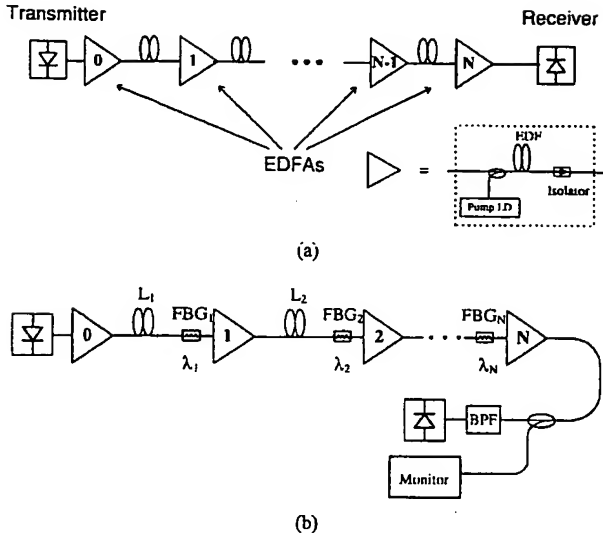 Transmitter
Receiver
0
1
N-1
N
EDFAs
=
EDF
Isolator
Pump LD
(a)
L1
L2
FBG1
FBG2
FBGN
0
1
2
N
λ1
λ2
λN
BPF
Monitor
(b)